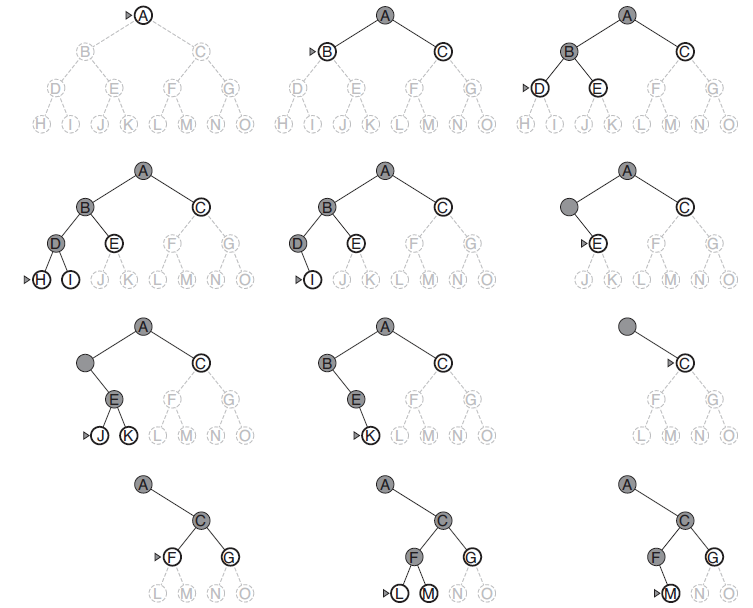 A A A
B C B C B C
D E F G D E F G D E F G
H I J K L M N O H I J K L M N O H I J K L M N O
A A A
B C B C C
D E F G D E F G E F G
H I J K L M N O I J K L M N O J K L M N O
A A
C B C C
E F G E F G F G
J K L M N O K L M N O L M N O
A A A
C C C
F G F G F G
L M N O L M N O M N O